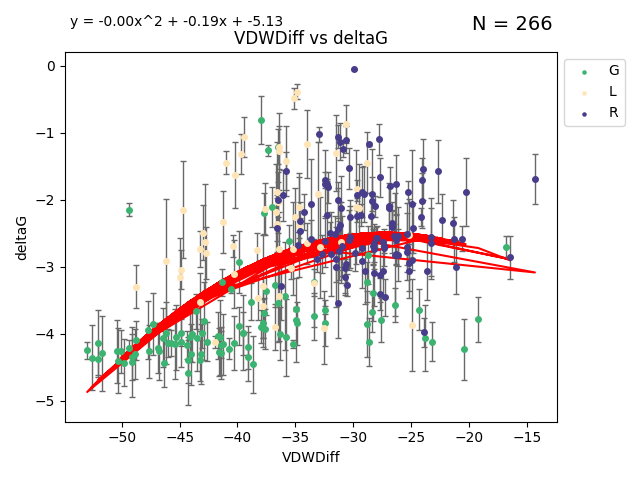 y = -0.00x^2 + -0.19x + -5.13
N = 266
VDWDiff vs deltaG
deltaG
0
−1
−2
−3
−4
−5
−50
−45
−40
−35
−30
−25
−20
−15
VDWDiff
G
L
R